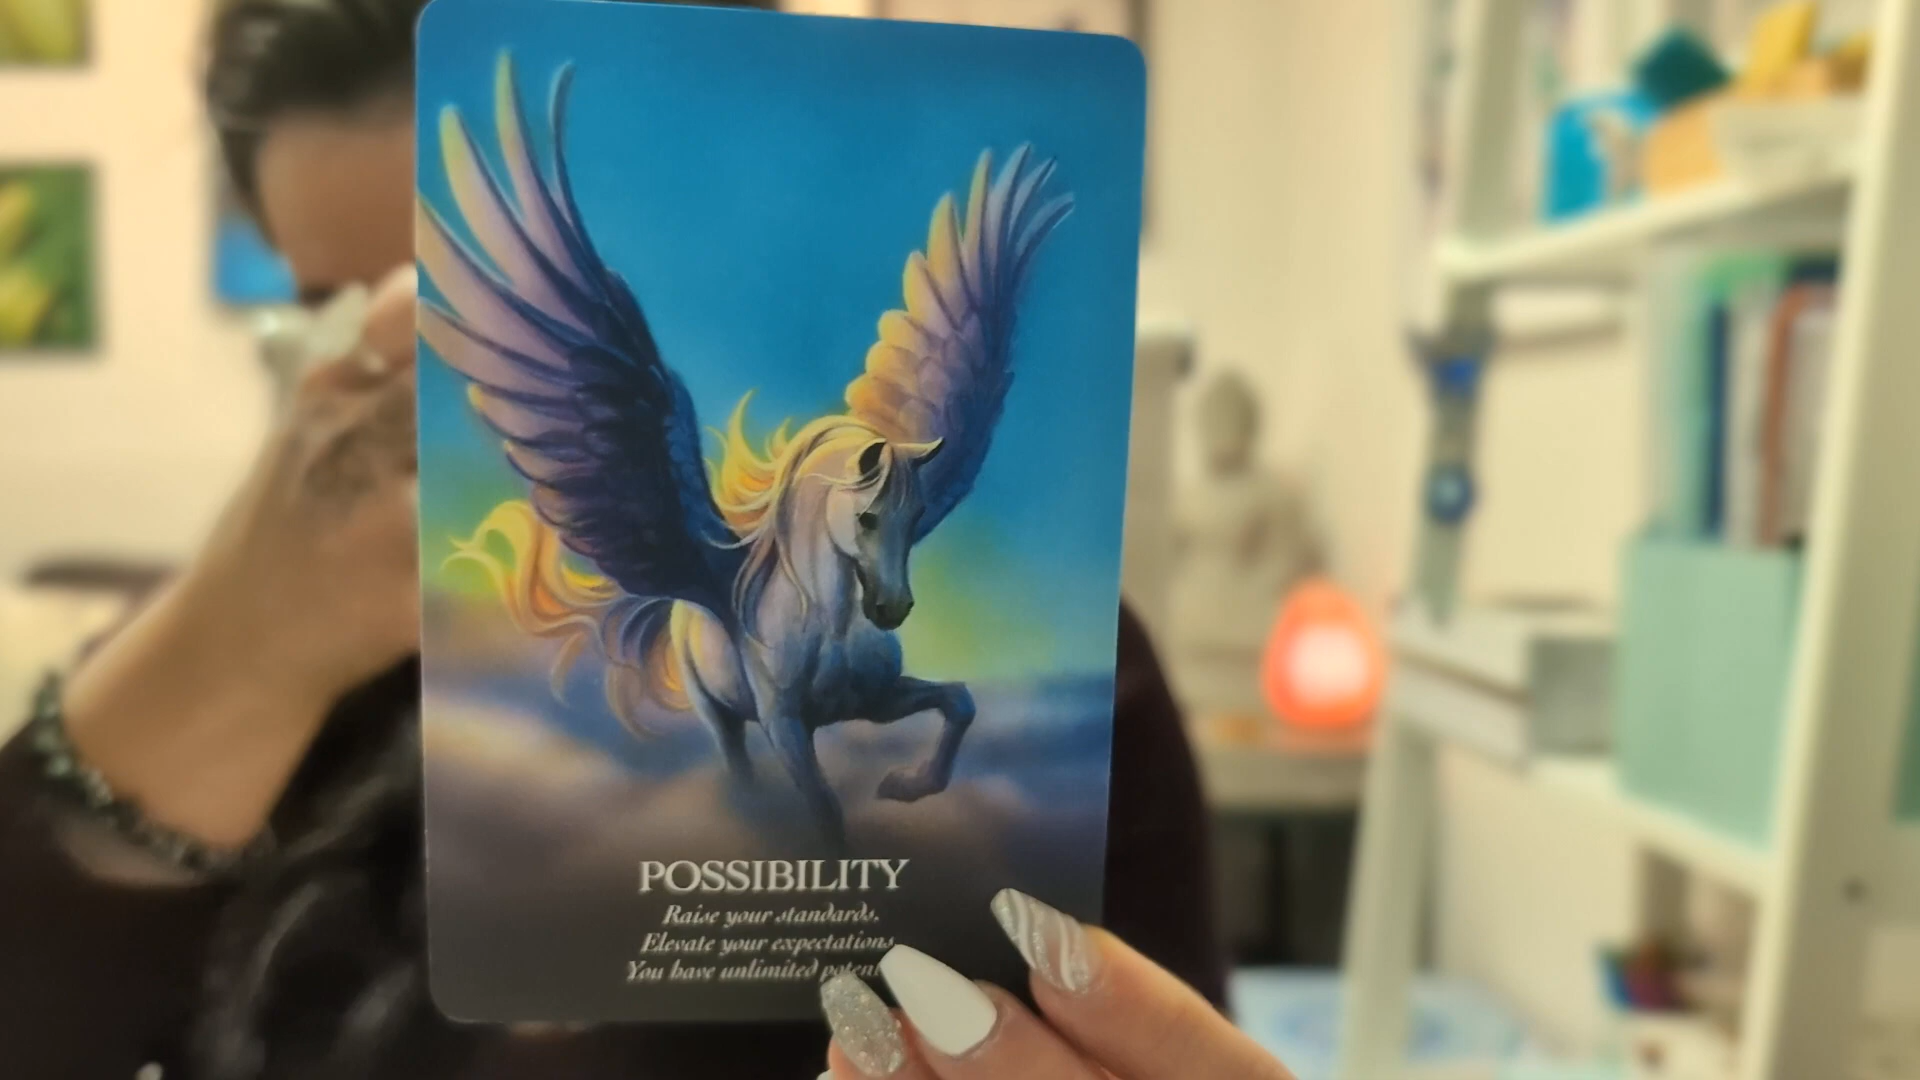 POSSIBILITY
Raise your standards.
Elevate your expectations.
You have unlimited